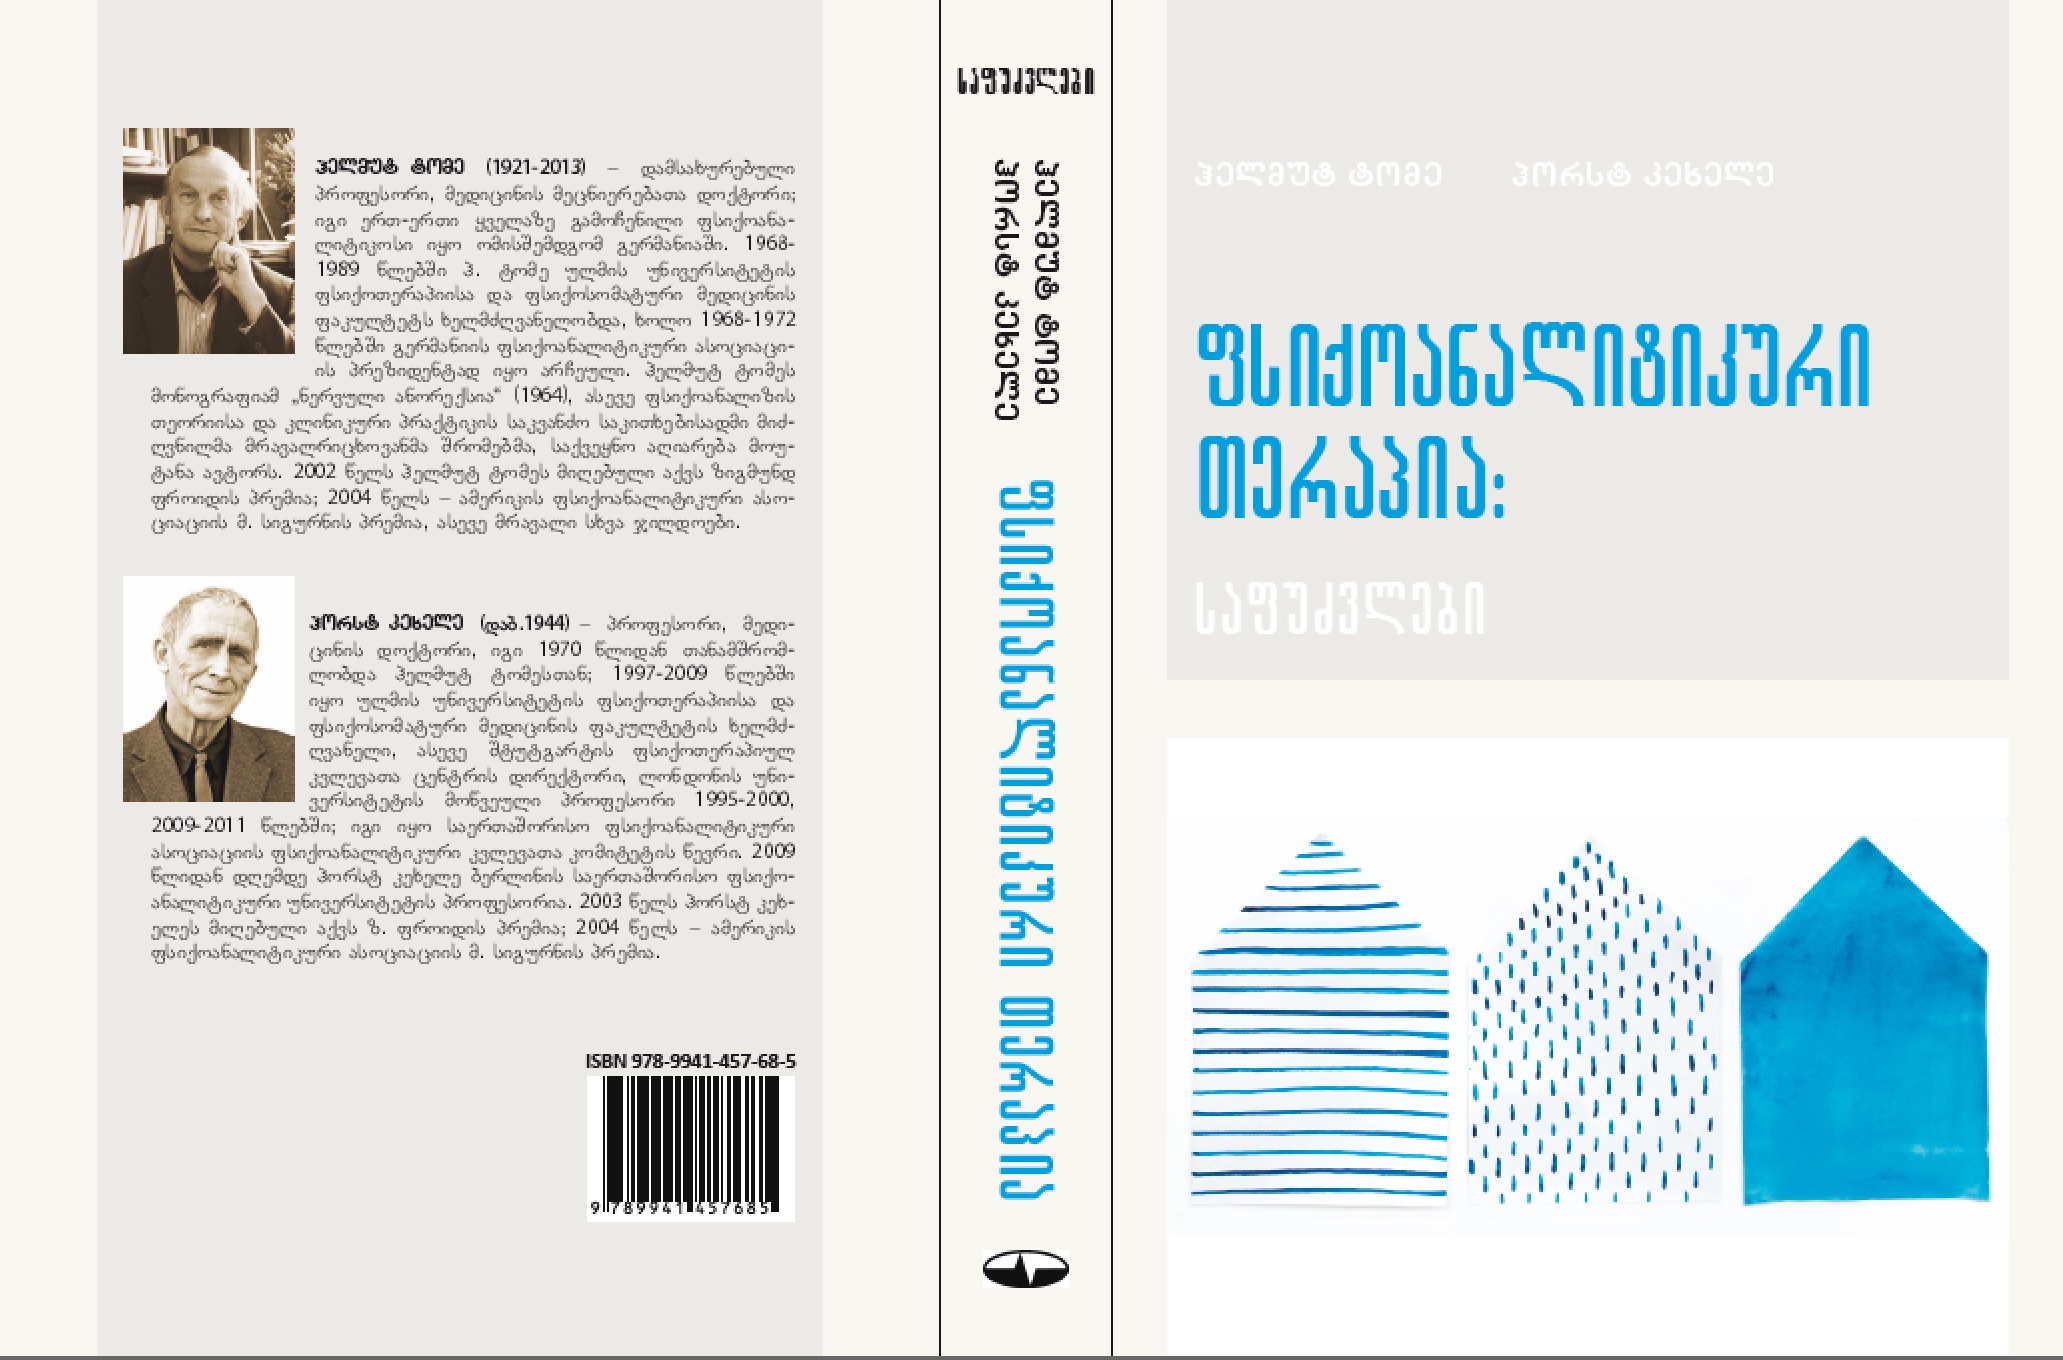 ჰელმუტ ტომე (1921-2013) – დამსახურებული
პროფესორი, მედიცინის მეცნიერებათა დოქტორი;
იგი ერთ-ერთი ყველაზე გამოჩენილი ფსიქოანა-
ლიტიკოსი იყო ომისშემდგომ გერმანიაში. 1968-
1989 წლებში ჰ. ტომე ულმის უნივერსიტეტის
ფსიქოთერაპიისა და ფსიქოსომატური მედიცინის
ფაკულტეტს ხელმძღვანელობდა, ხოლო 1968-1972
წლებში გერმანიის ფსიქოანალიტიკური ასოციაცი-
ის პრეზიდენტად იყო არჩეული. ჰელმუტ ტომეს
მონოგრაფიამ „ნერვული ანორექსია“ (1964), ასევე ფსიქოანალიზის
თეორიისა და კლინიკური პრაქტიკის საკვანძო საკითხებისადმი მიძ-
ღვნილმა მრავალრიცხოვანმა შრომებმა, საქვეყნო აღიარება მოუ-
ტანა ავტორს. 2002 წელს ჰელმუტ ტომეს მიღებული აქვს ზიგმუნდ
ფროიდის პრემია; 2004 წელს – ამერიკის ფსიქოანალიტიკური ასო-
ციაციის მ. სიგურნის პრემია, ასევე მრავალი სხვა ჯილდოები.
ჰორსტ კეხელე (დაბ.1944) – პროფესორი, მედი-
ცინის დოქტორი, იგი 1970 წლიდან თანამშრომ-
ლობდა ჰელმუტ ტომესთან; 1997-2009 წლებში
იყო ულმის უნივერსიტეტის ფსიქოთერაპიისა და
ფსიქოსომატური მედიცინის ფაკულტეტის ხელმძ-
ღვანელი, ასევე შტუტგარტის ფსიქოთერაპიულ
კვლევათა ცენტრის დირექტორი, ლონდონის უნი-
ვერსიტეტის მოწვეული პროფესორი 1995-2000,
2009-2011 წლებში; იგი იყო საერთაშორისო ფსიქოანალიტიკური
ასოციაციის ფსიქოანალიტიკური კვლევათა კომიტეტის წევრი. 2009
წლიდან დღემდე ჰორსტ კეხელე ბერლინის საერთაშორისო ფსიქო-
ანალიტიკური უნივერსიტეტის პროფესორია. 2003 წელს ჰორსტ კეხ-
ელეს მიღებული აქვს ზ. ფროიდის პრემია; 2004 წელს – ამერიკის
ფსიქოანალიტიკური ასოციაციის მ. სიგურნის პრემია.
ISBN 978-9941-457-68-5
9 789941 457685
საფუძვლები
ჰელმუტ ტომე
ჰორსტ კეხელე
ფსიქოანალიტიკური თერაპია
ჰელმუტ ტომე ჰორსტ კეხელე
ფსიქოანალიტიკური
თერაპია:
საფუძვლები